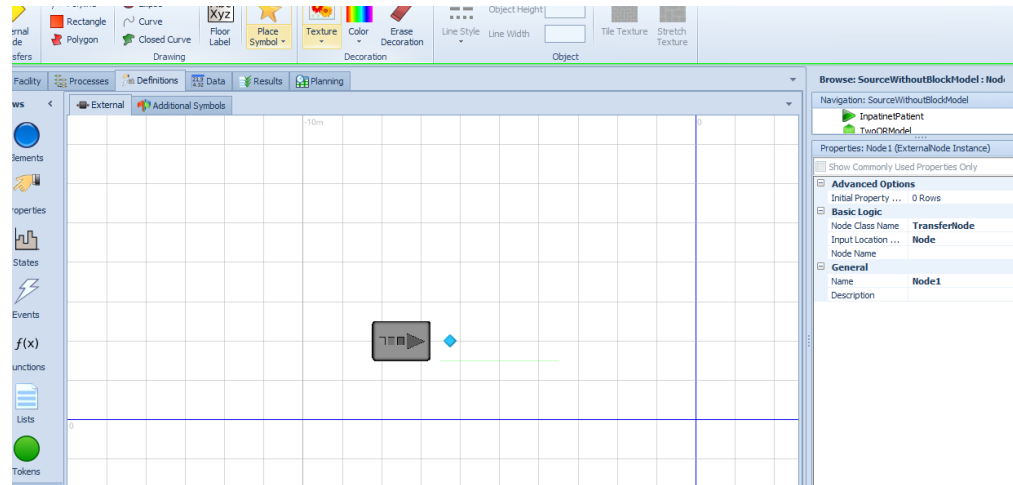 Rectangle
Polygon
Curve
Closed Curve
Drawing
Xyz
Floor Label
Place Symbol
Texture
Color
Erase Decoration
Decoration
Object Height
Line Style
Line Width
Tile Texture
Stretch Texture
Object
Facility
Processes
Definitions
Data
Results
Planning
External
Additional Symbols
-10m
0
0
Properties
States
Events
f(x)
Lists
Tokens
Browse: SourceWithoutBlockModel : Node
Navigation: SourceWithoutBlockModel
InpatinetPatient
TwoORModel
Properties: Node1 (ExternalNode Instance)
Show Commonly Used Properties Only
Advanced Options
Initial Property ... 0 Rows
Basic Logic
Node Class Name TransferNode
Input Location ... Node
Node Name
General
Name Node1
Description